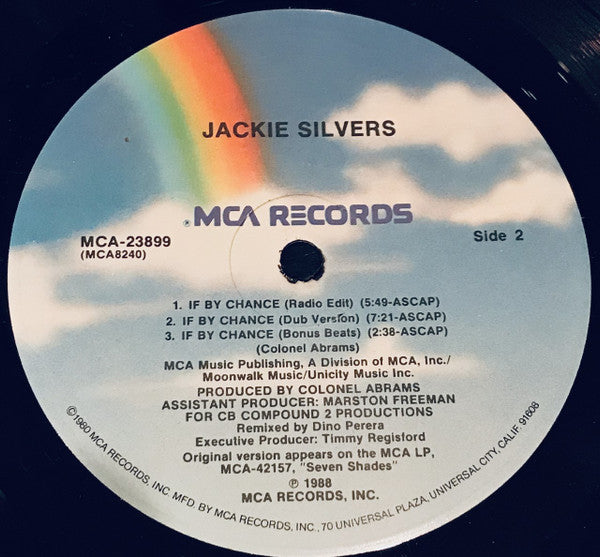 JACKIE SILVERS
MCA RECORDS
MCA-23899
(MCA8240)
Side 2
1. IF BY CHANCE (Radio Edit) (5:49-ASCAP)
2. IF BY CHANCE (Dub Version) (7:21-ASCAP)
3. IF BY CHANCE (Bonus Beats) (2:38-ASCAP)
(Colonel Abrams)
MCA Music Publishing, A Division of MCA, Inc./
Moonwalk Music/Unicity Music Inc.
PRODUCED BY COLONEL ABRAMS
ASSISTANT PRODUCER: MARSTON FREEMAN
FOR CB COMPOUND 2 PRODUCTIONS
Remixed by Dino Perera
Executive Producer: Timmy Regisford
Original version appears on the MCA LP,
MCA-42157, "Seven Shades"
℗ 1988
MCA RECORDS, INC.
©1980 MCA RECORDS, INC. MFD. BY MCA RECORDS, INC., 70 UNIVERSAL PLAZA, UNIVERSAL CITY, CALIF. 91608